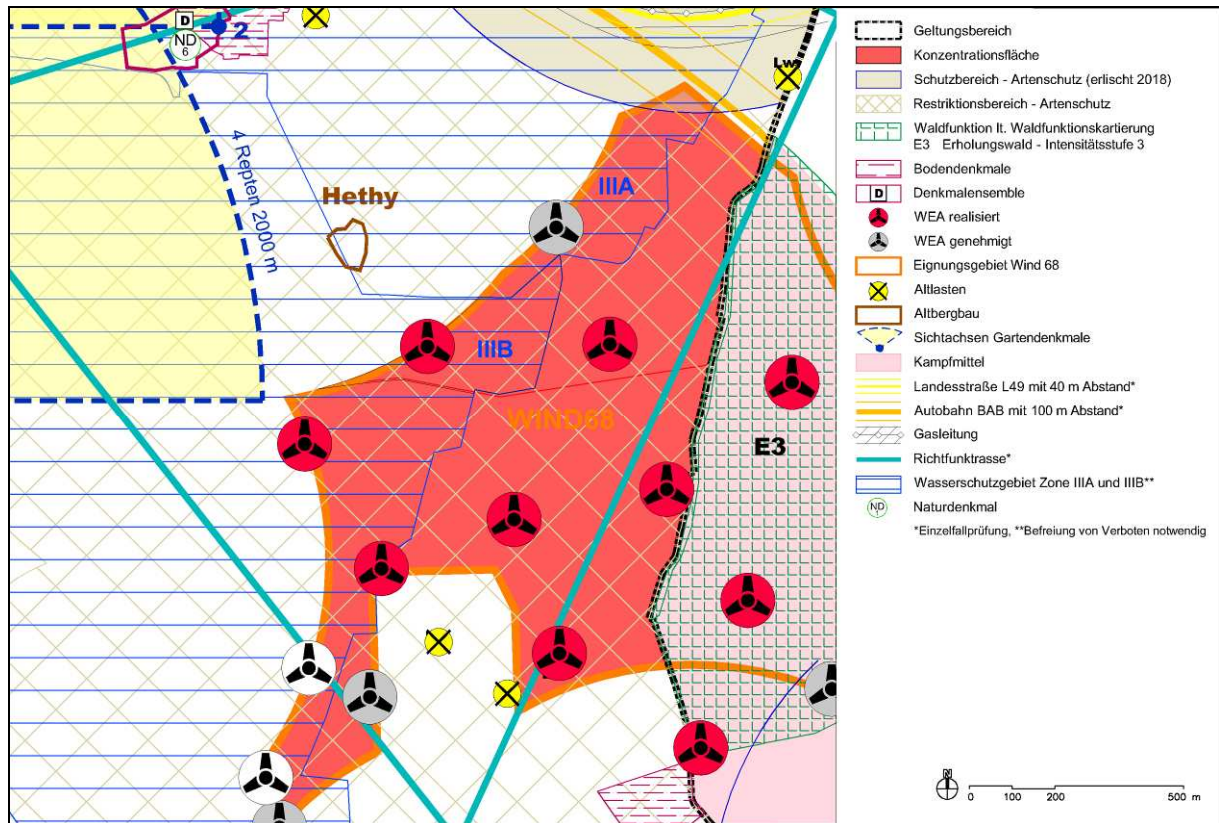 D
ND
6
2
Lws
4 Repten 2000 m
Hethy
IIIA
IIIB
WIND68
E3
Geltungsbereich
Konzentrationsfläche
Schutzbereich - Artenschutz (erlischt 2018)
Restriktionsbereich - Artenschutz
Waldfunktion lt. Waldfunktionskartierung
E3 Erholungswald - Intensitätsstufe 3
Bodendenkmale
D Denkmalensemble
WEA realisiert
WEA genehmigt
Eignungsgebiet Wind 68
Altlasten
Altbergbau
Sichtachsen Gartendenkmale
Kampfmittel
Landesstraße L49 mit 40 m Abstand*
Autobahn BAB mit 100 m Abstand*
Gasleitung
Richtfunktrasse*
Wasserschutzgebiet Zone IIIA und IIIB**
ND
1
Naturdenkmal
*Einzelfallprüfung, **Befreiung von Verboten notwendig
N
0 100 200 500 m